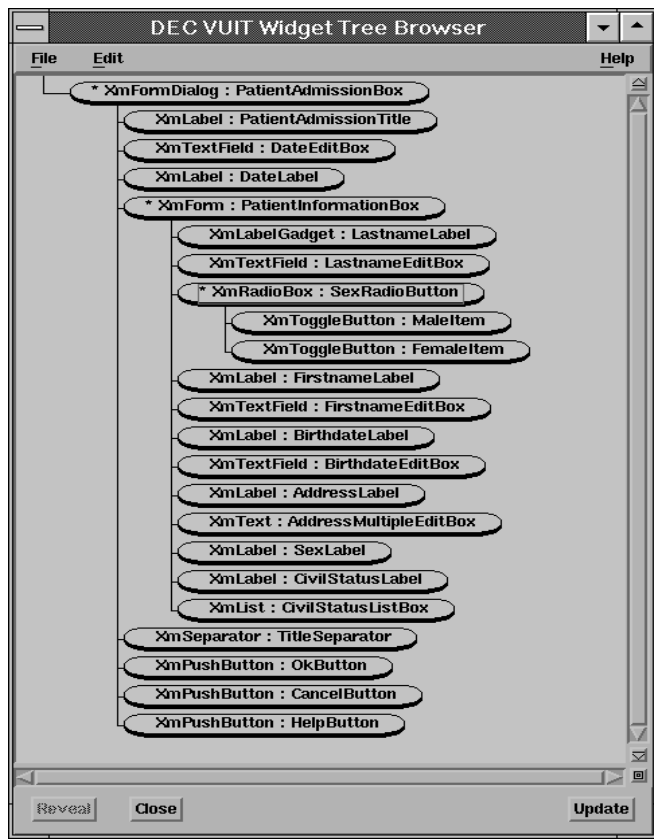 DEC VUIT Widget Tree Browser
File Edit Help
* XmFormDialog : PatientAdmissionBox
XmLabel : PatientAdmissionTitle
XmTextField : DateEditBox
XmLabel : DateLabel
* XmForm : PatientInformationBox
XmLabelGadget : LastnameLabel
XmTextField : LastnameEditBox
* XmRadioBox : SexRadioButton
XmToggleButton : MaleItem
XmToggleButton : FemaleItem
XmLabel : FirstnameLabel
XmTextField : FirstnameEditBox
XmLabel : BirthdateLabel
XmTextField : BirthdateEditBox
XmLabel : AddressLabel
XmText : AddressMultipleEditBox
XmLabel : SexLabel
XmLabel : CivilStatusLabel
XmList : CivilStatusListBox
XmSeparator : TitleSeparator
XmPushButton : OkButton
XmPushButton : CancelButton
XmPushButton : HelpButton
Reveal Close Update